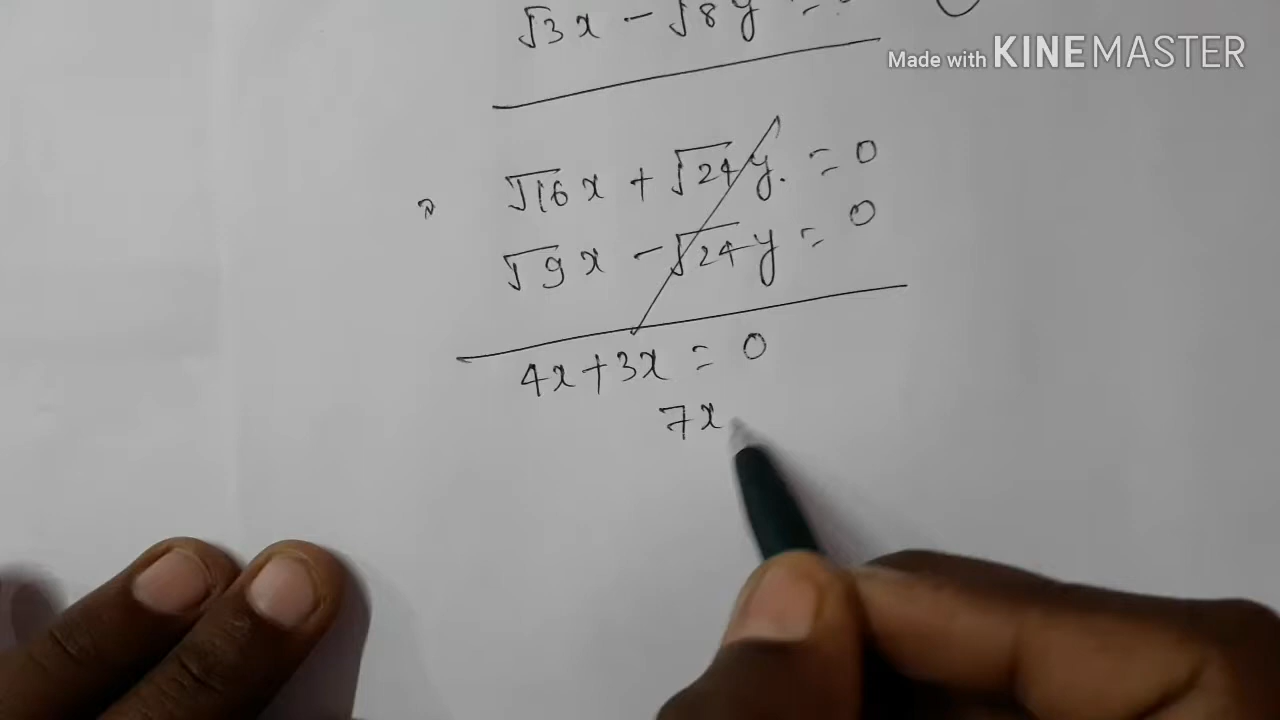 √3x - √8y =
Made with KINEMASTER
√16x + √24y. = 0
√9x - √24y = 0
4x + 3x = 0
7x